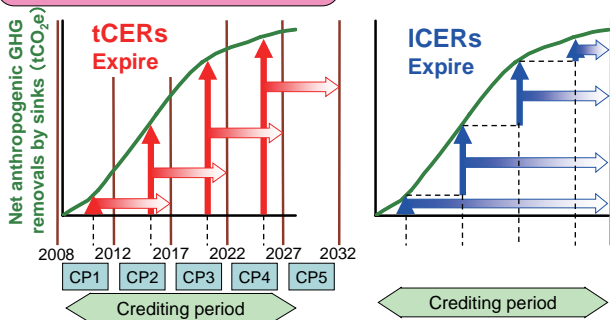 Net anthropogenic GHG
removals by sinks (tCO₂e)
tCERs
Expire
2008
2012
2017
2022
2027
2032
CP1
CP2
CP3
CP4
CP5
Crediting period
lCERs
Expire
Crediting period